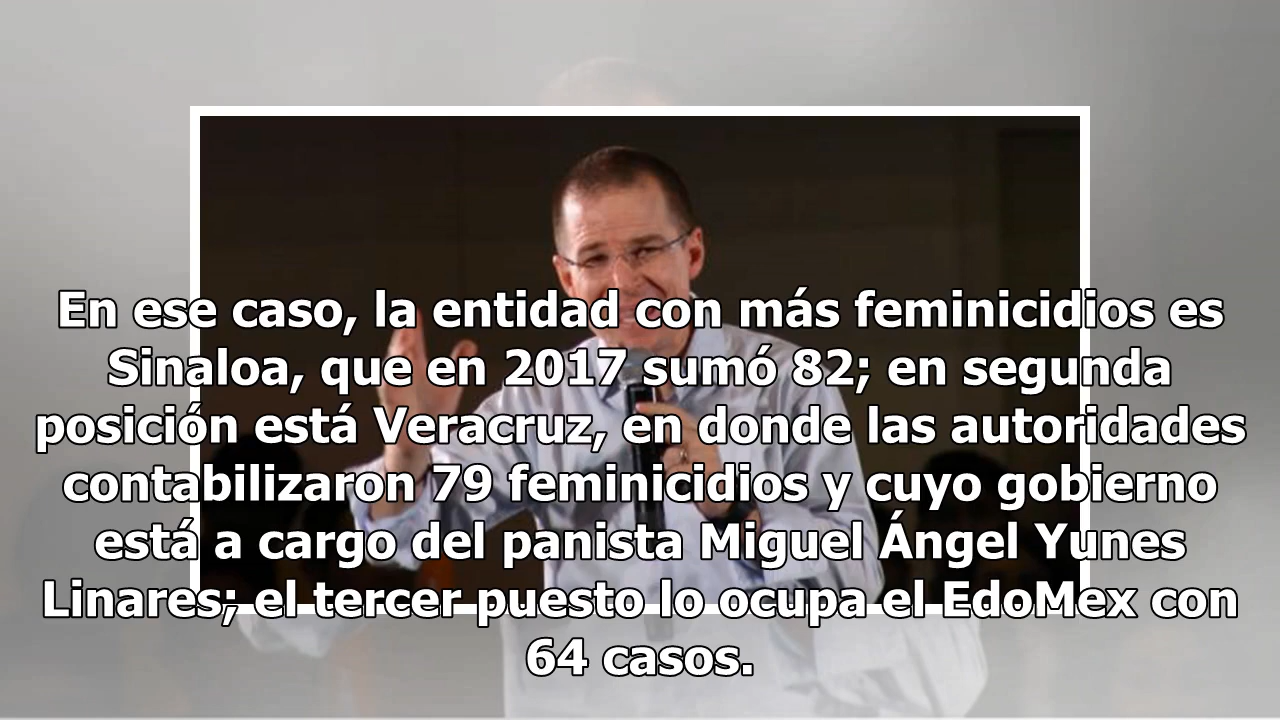 En ese caso, la entidad con más feminicidios es
Sinaloa, que en 2017 sumó 82; en segunda
posición está Veracruz, en donde las autoridades
contabilizaron 79 feminicidios y cuyo gobierno
está a cargo del panista Miguel Ángel Yunes
Linares; el tercer puesto lo ocupa el EdoMex con
64 casos.